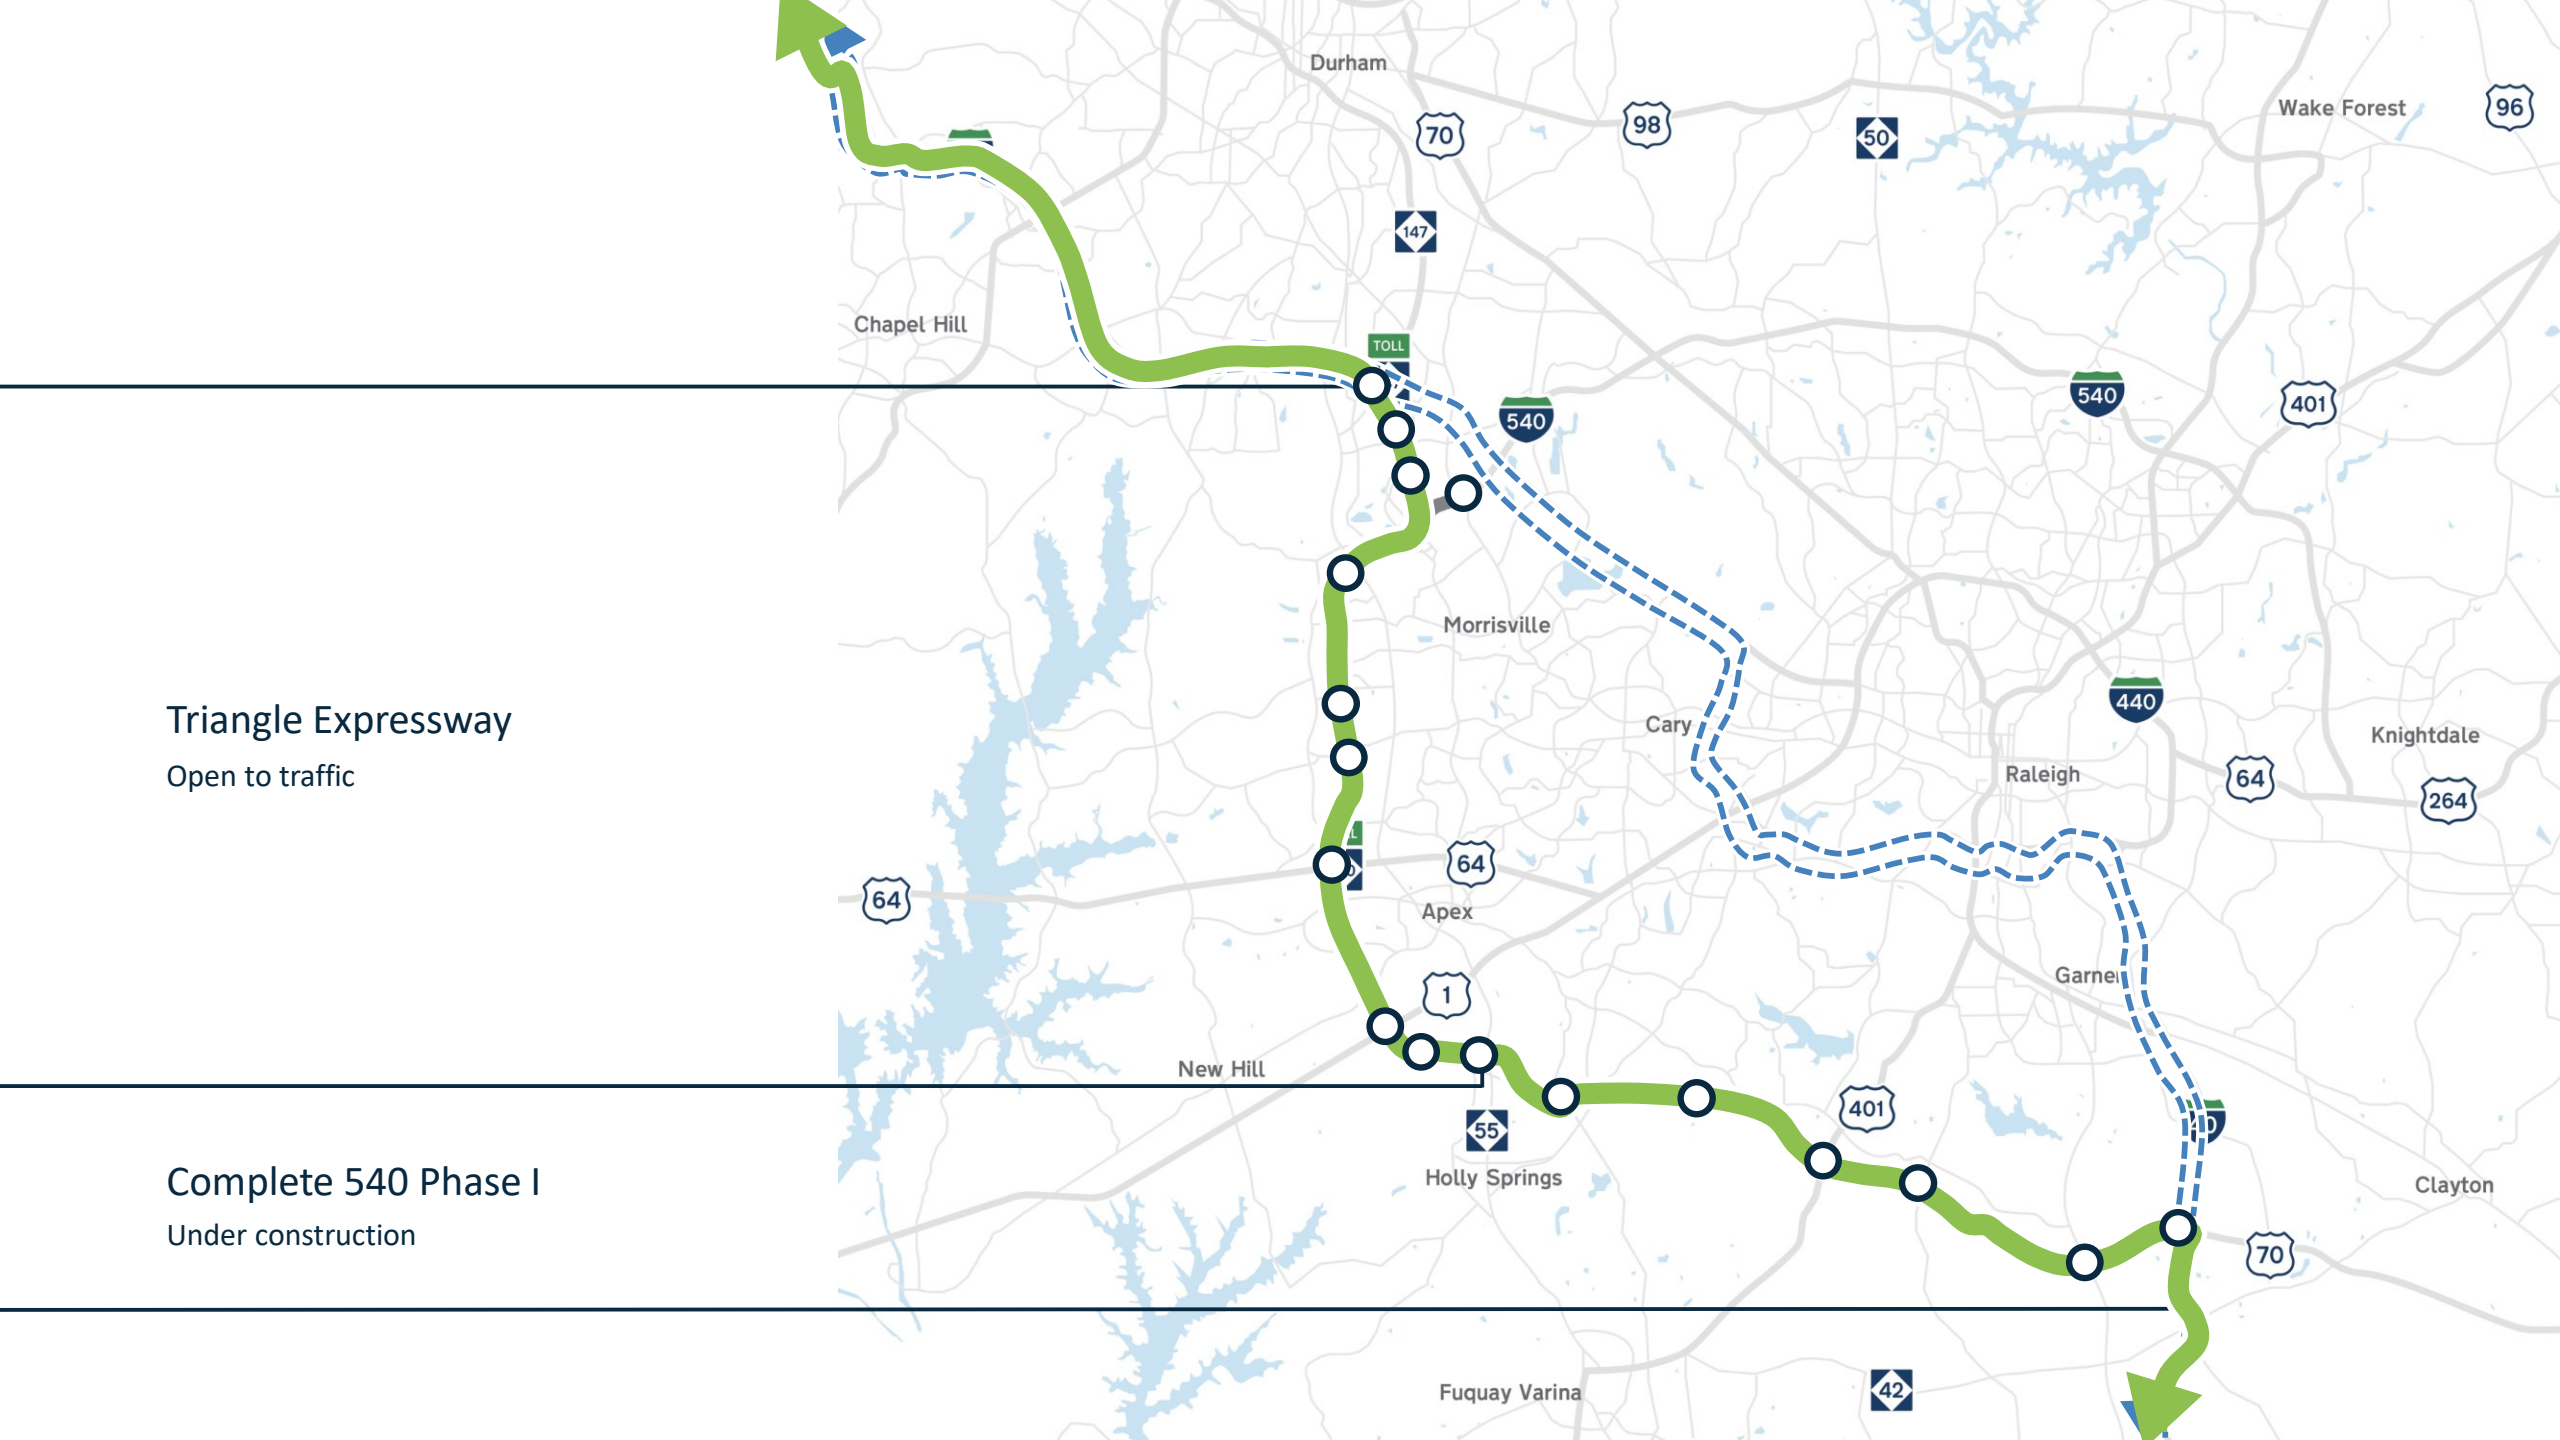 Durham
Wake Forest
96
70
98
50
147
Chapel Hill
TOLL
540
540
401
Morrisville
440
Triangle Expressway
Cary
Knightdale
Open to traffic
Raleigh
64
264
64
64
Apex
Garner
1
New Hill
401
55
Complete 540 Phase I
Holly Springs
Clayton
Under construction
70
Fuquay Varina
42